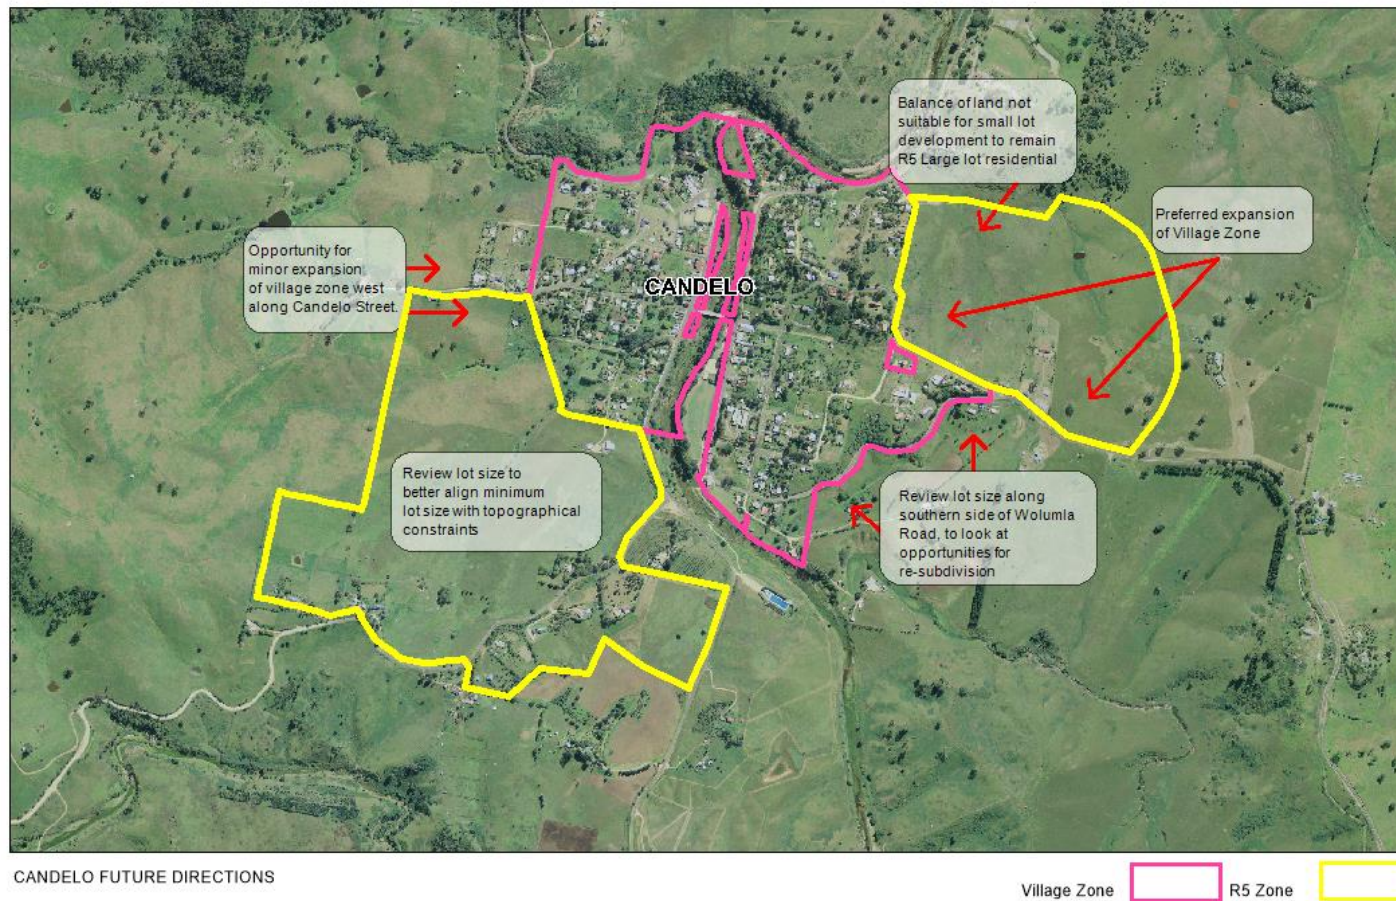 Balance of land not
suitable for small lot
development to remain
R5 Large lot residential
Preferred expansion
of Village Zone
Opportunity for
minor expansion
of village zone west
along Candelo Street.
CANDELO
Review lot size to
better align minimum
lot size with topographical
constraints
Review lot size along
southern side of Wolumla
Road, to look at
opportunities for
re-subdivision
CANDELO FUTURE DIRECTIONS
Village Zone
R5 Zone